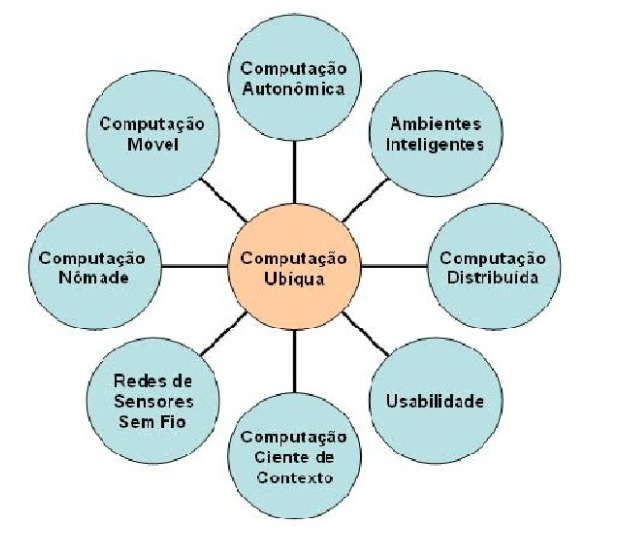 Computação
Autonômica
Computação
Movel
Ambientes
Inteligentes
Computação
Nômade
Computação
Ubíqua
Computação
Distribuída
Redes de
Sensores
Sem Fio
Usabilidade
Computação
Ciente de
Contexto